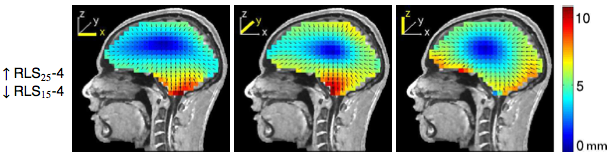 z y x
z y x
z y x
↑ RLS₂₅-4
↓ RLS₁₅-4
10
5
0 mm